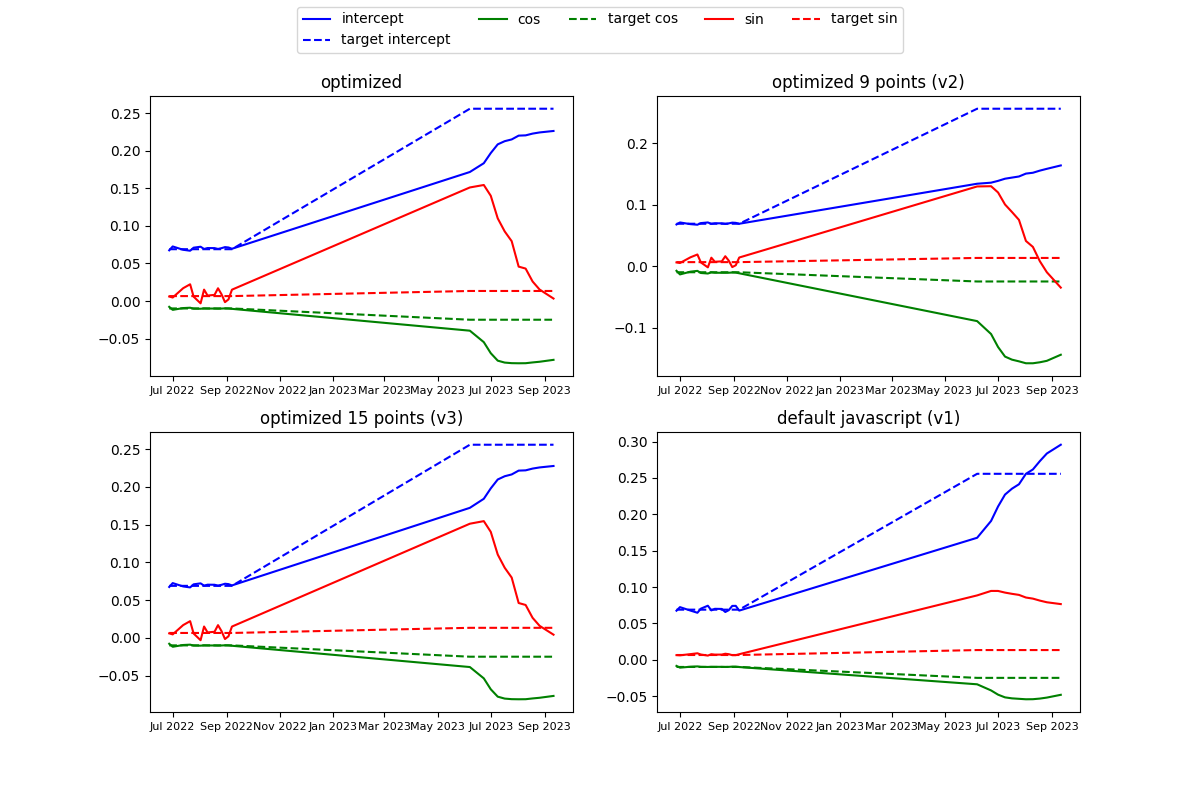 intercept cos target cos sin target sin
target intercept
optimized
0.25
0.20
0.15
0.10
0.05
0.00
−0.05
Jul 2022 Sep 2022 Nov 2022 Jan 2023 Mar 2023 May 2023 Jul 2023 Sep 2023
optimized 9 points (v2)
0.2
0.1
0.0
−0.1
Jul 2022 Sep 2022 Nov 2022 Jan 2023 Mar 2023 May 2023 Jul 2023 Sep 2023
optimized 15 points (v3)
0.25
0.20
0.15
0.10
0.05
0.00
−0.05
Jul 2022 Sep 2022 Nov 2022 Jan 2023 Mar 2023 May 2023 Jul 2023 Sep 2023
default javascript (v1)
0.30
0.25
0.20
0.15
0.10
0.05
0.00
−0.05
Jul 2022 Sep 2022 Nov 2022 Jan 2023 Mar 2023 May 2023 Jul 2023 Sep 2023